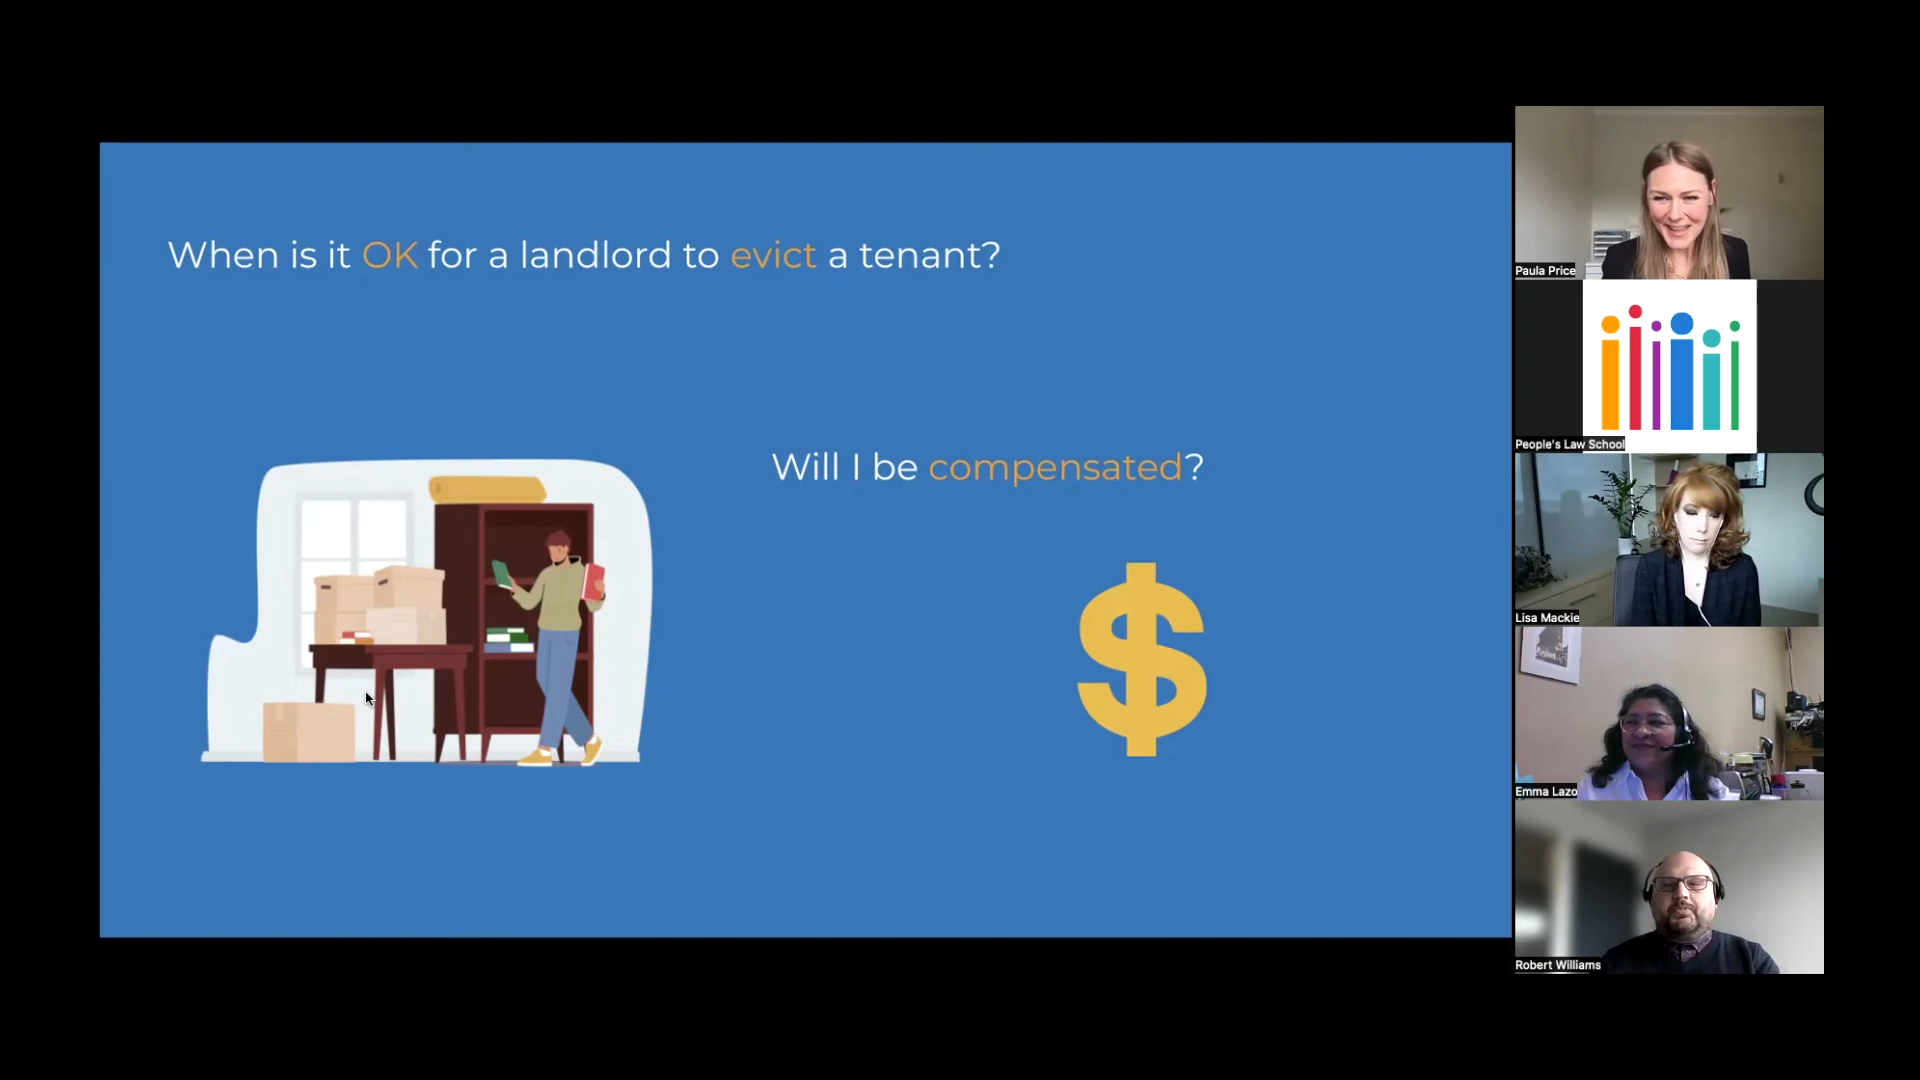 When is it OK for a landlord to evict a tenant?
Will I be compensated?
$
Paula Price
People's Law School
Lisa Mackie
Emma Lazo
Robert Williams